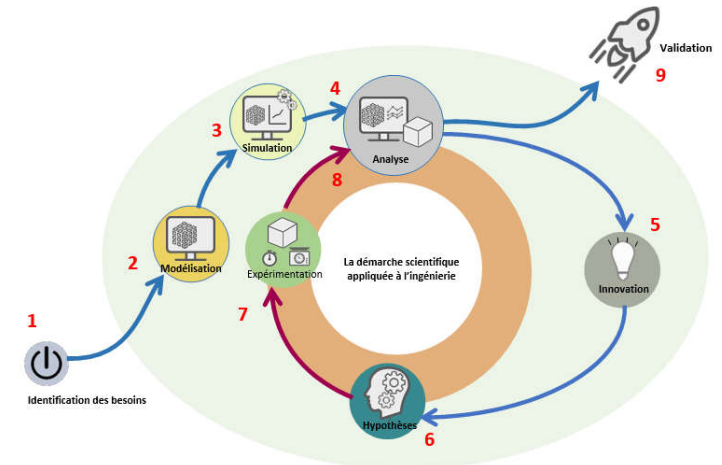 1
Identification des besoins
2
Modélisation
3
Simulation
4
Analyse
5
Innovation
6
Hypothèses
7
Expérimentation
8
9
Validation
La démarche scientifique
appliquée à l'ingénierie